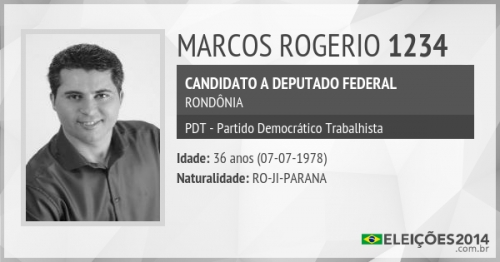 MARCOS ROGERIO 1234
CANDIDATO A DEPUTADO FEDERAL
RONDÔNIA
PDT - Partido Democrático Trabalhista
Idade: 36 anos (07-07-1978)
Naturalidade: RO-JI-PARANA
ELEIÇÕES2014
.com.br